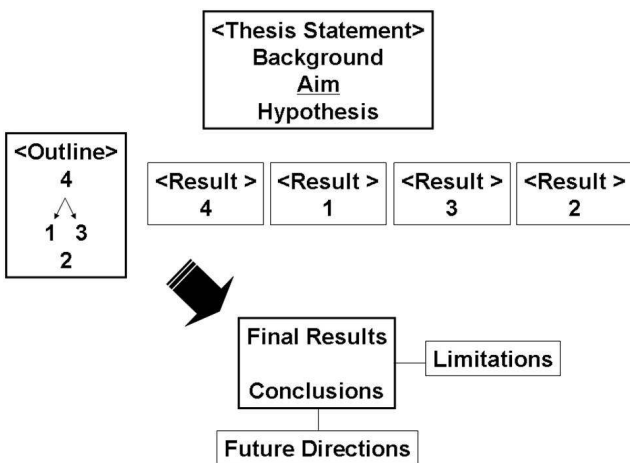 <Thesis Statement>
Background
Aim
Hypothesis
<Outline>
4
1 3
2
<Result >
4
<Result >
1
<Result >
3
<Result >
2
Final Results
Conclusions
Limitations
Future Directions